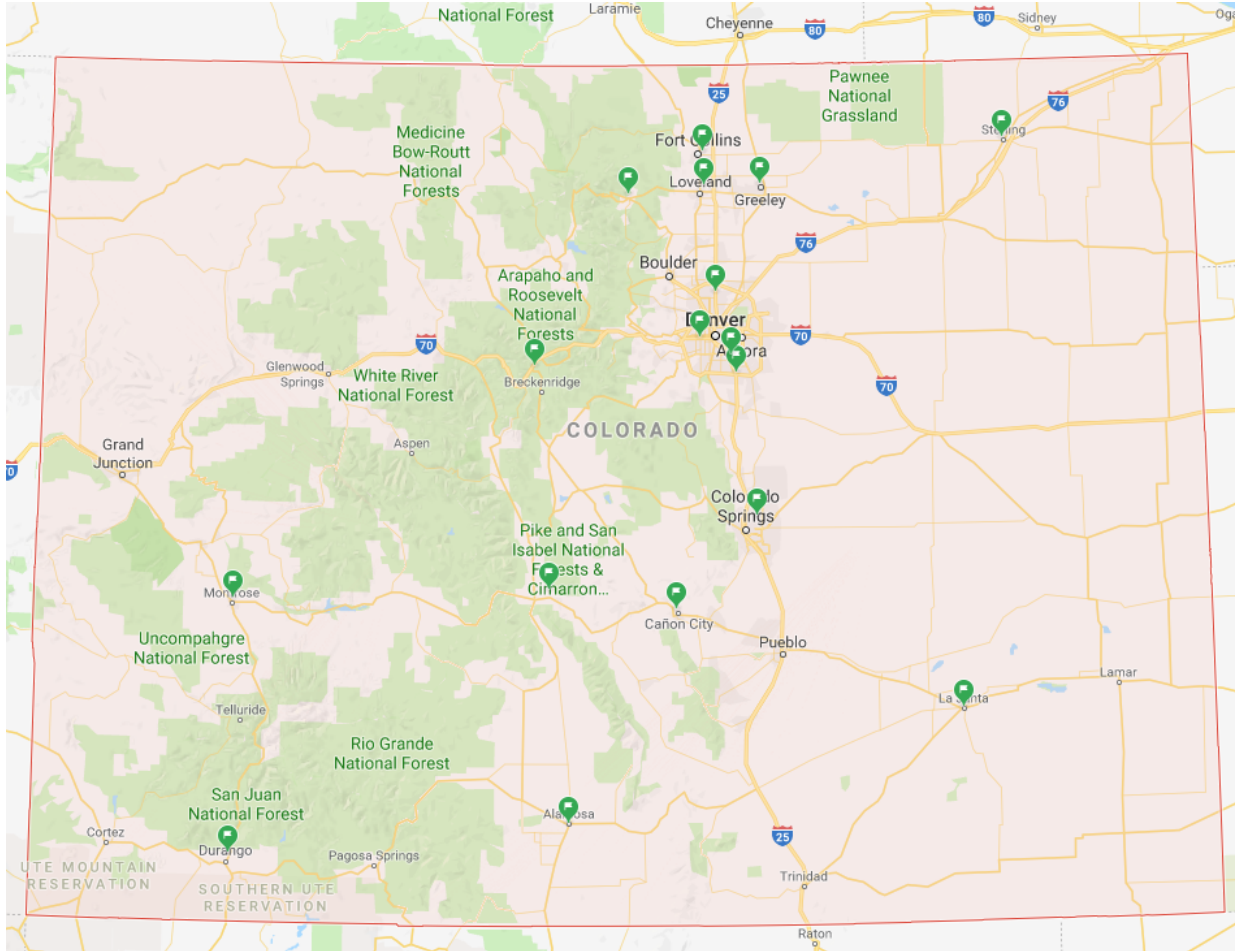 National Forest
Laramie
Cheyenne
80
80
Sidney
Oga
25
Pawnee
National
Grassland
76
Sterling
Medicine
Bow-Routt
National
Forests
Fort Collins
Loveland
Greeley
76
Boulder
Arapaho and
Roosevelt
National
Forests
Denver
Aurora
70
70
70
Glenwood
Springs
White River
National Forest
Breckenridge
COLORADO
Aspen
Grand
Junction
70
Colorado
Springs
Pike and San
Isabel National
Forests &
Cimarron...
Montrose
Cañon City
Uncompahgre
National Forest
Pueblo
Lamar
La Junta
Telluride
Rio Grande
National Forest
San Juan
National Forest
Alamosa
25
Cortez
Durango
Pagosa Springs
UTE MOUNTAIN
RESERVATION
SOUTHERN UTE
RESERVATION
Trinidad
Raton